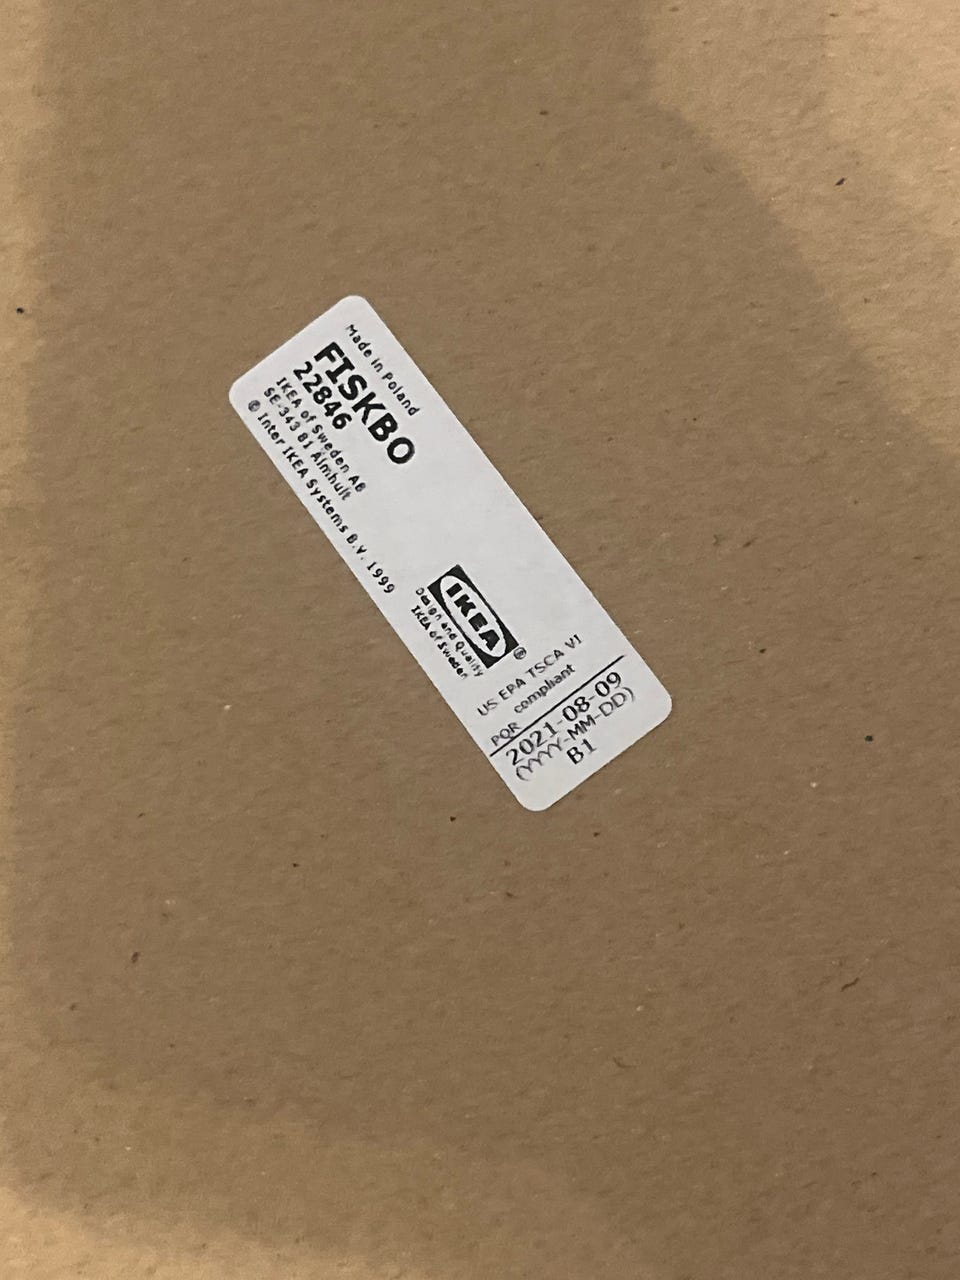 Made in Poland
FISKBO
22846
IKEA of Sweden AB
SE-343 81 Älmhult
© Inter IKEA Systems B.V. 1999
IKEA®
Design and Quality
IKEA of Sweden
US EPA TSCA VI
compliant
PQR
2021-08-09
(YYYY-MM-DD)
B1